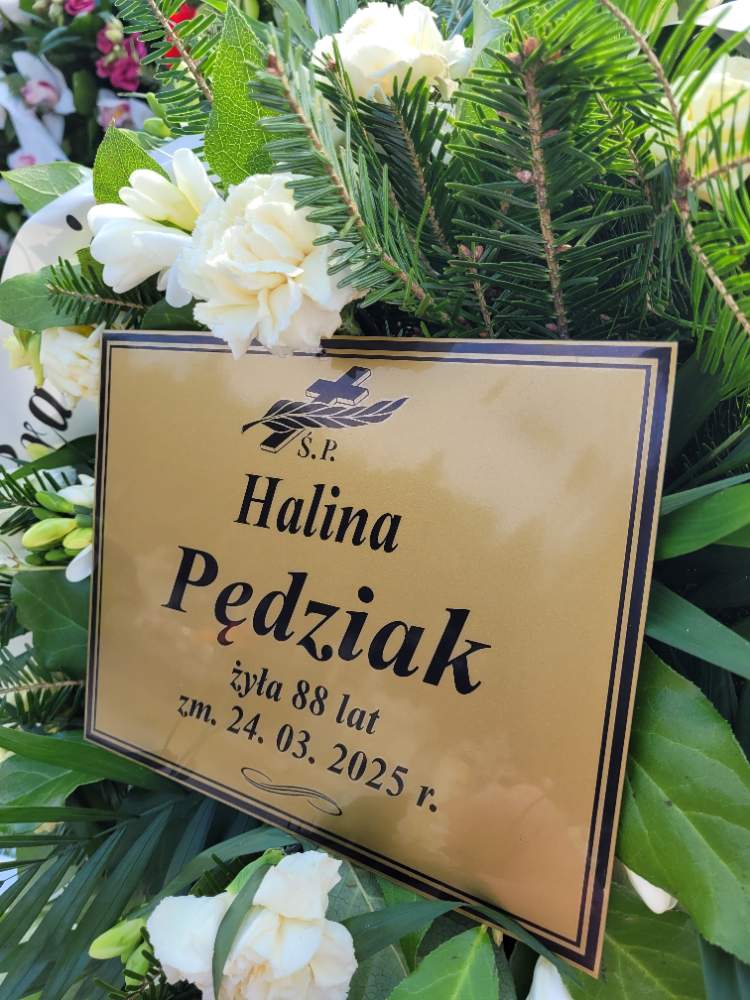 Ś.P.
Halina
Pędziak
żyła 88 lat
zm. 24. 03. 2025 r.